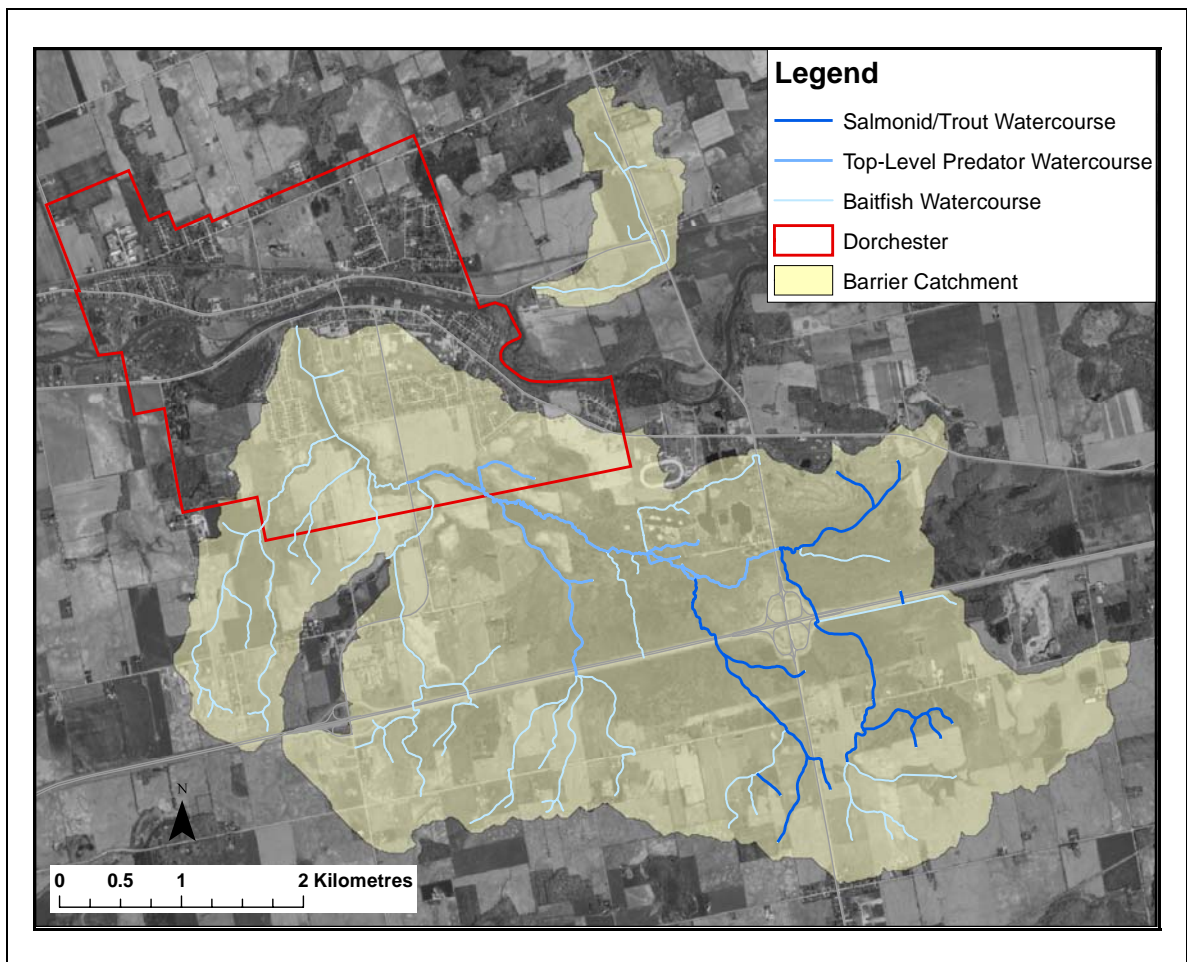 Legend
Salmonid/Trout Watercourse
Top-Level Predator Watercourse
Baitfish Watercourse
Dorchester
Barrier Catchment
N
0 0.5 1 2 Kilometres